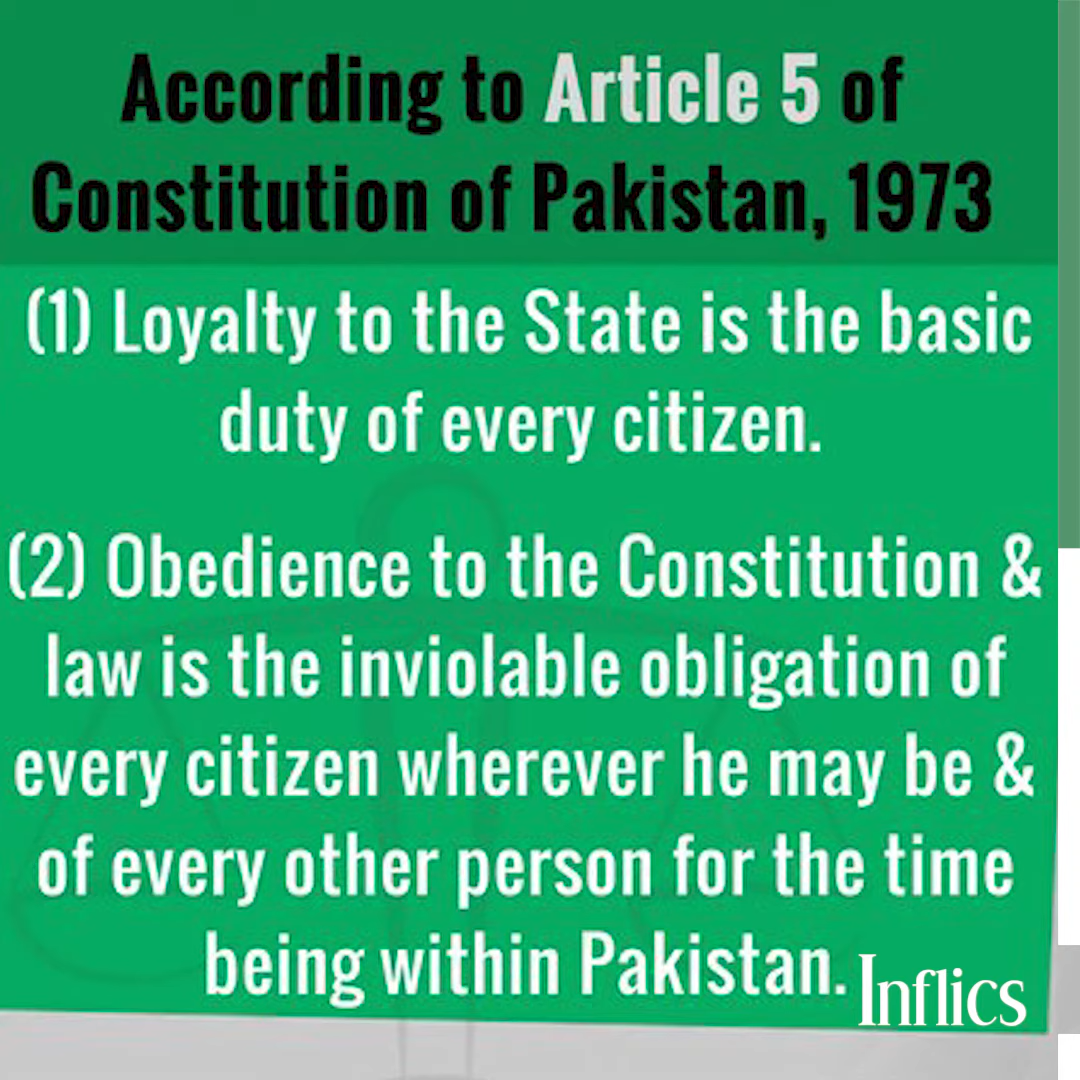 According to Article 5 of
Constitution of Pakistan, 1973
(1) Loyalty to the State is the basic
duty of every citizen.
(2) Obedience to the Constitution &
law is the inviolable obligation of
every citizen wherever he may be &
of every other person for the time
being within Pakistan.
Inflics